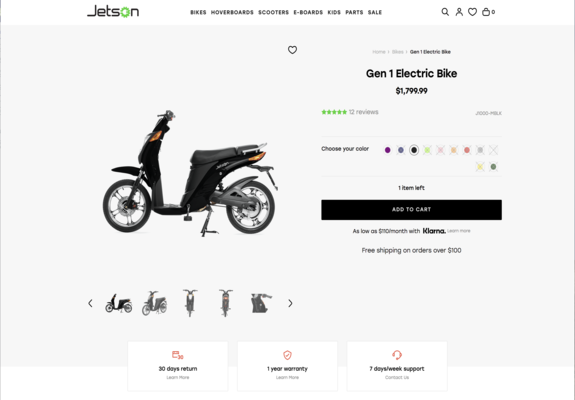 Jetson
BIKES HOVERBOARDS SCOOTERS E-BOARDS KIDS PARTS SALE
0
Home > Bikes > Gen 1 Electric Bike
Gen 1 Electric Bike
$1,799.99
12 reviews
Choose your color
1 item left
ADD TO CART
As low as $110/month with Klarna. Learn more
Free shipping on orders over $100
30
30 days return
Learn More
1 year warranty
Learn More
7 days/week support
Contact Us